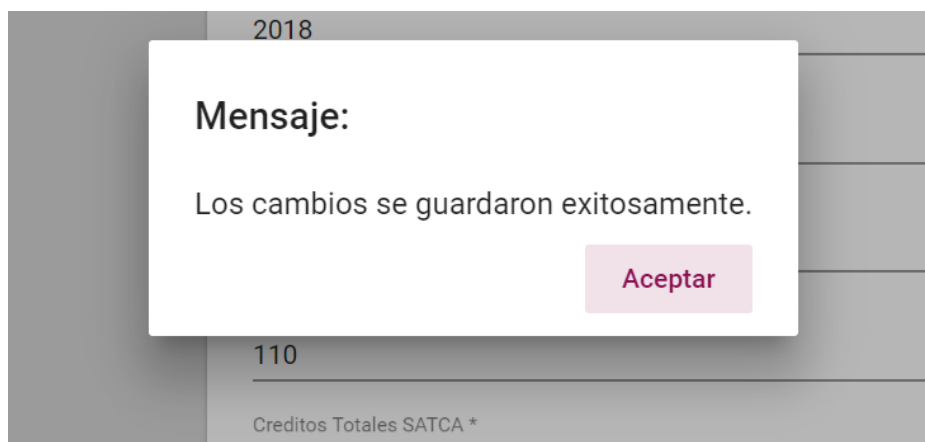 2018
Mensaje:
Los cambios se guardaron exitosamente.
Aceptar
110
Creditos Totales SATCA *